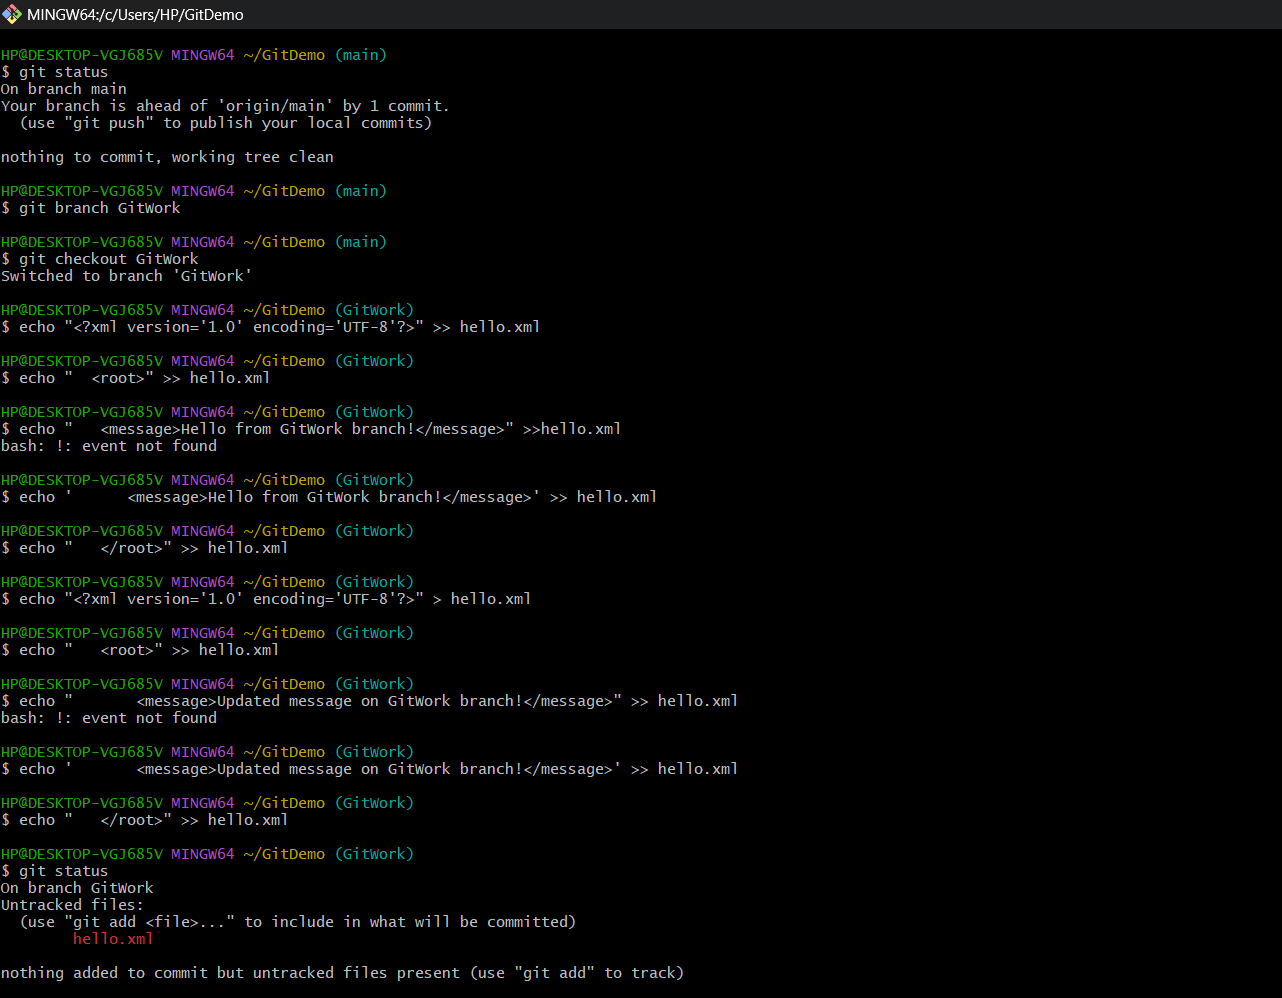 MINGW64:/c/Users/HP/GitDemo
HP@DESKTOP-VGJ685V MINGW64 ~/GitDemo (main)
$ git status
On branch main
Your branch is ahead of 'origin/main' by 1 commit.
  (use "git push" to publish your local commits)
nothing to commit, working tree clean
HP@DESKTOP-VGJ685V MINGW64 ~/GitDemo (main)
$ git branch GitWork
HP@DESKTOP-VGJ685V MINGW64 ~/GitDemo (main)
$ git checkout GitWork
Switched to branch 'GitWork'
HP@DESKTOP-VGJ685V MINGW64 ~/GitDemo (GitWork)
$ echo "<?xml version='1.0' encoding='UTF-8'?>" >> hello.xml
HP@DESKTOP-VGJ685V MINGW64 ~/GitDemo (GitWork)
$ echo "  <root>" >> hello.xml
HP@DESKTOP-VGJ685V MINGW64 ~/GitDemo (GitWork)
$ echo "   <message>Hello from GitWork branch!</message>" >>hello.xml
bash: !: event not found
HP@DESKTOP-VGJ685V MINGW64 ~/GitDemo (GitWork)
$ echo '      <message>Hello from GitWork branch!</message>' >> hello.xml
HP@DESKTOP-VGJ685V MINGW64 ~/GitDemo (GitWork)
$ echo "   </root>" >> hello.xml
HP@DESKTOP-VGJ685V MINGW64 ~/GitDemo (GitWork)
$ echo "<?xml version='1.0' encoding='UTF-8'?>" > hello.xml
HP@DESKTOP-VGJ685V MINGW64 ~/GitDemo (GitWork)
$ echo "   <root>" >> hello.xml
HP@DESKTOP-VGJ685V MINGW64 ~/GitDemo (GitWork)
$ echo "       <message>Updated message on GitWork branch!</message>" >> hello.xml
bash: !: event not found
HP@DESKTOP-VGJ685V MINGW64 ~/GitDemo (GitWork)
$ echo '       <message>Updated message on GitWork branch!</message>' >> hello.xml
HP@DESKTOP-VGJ685V MINGW64 ~/GitDemo (GitWork)
$ echo "   </root>" >> hello.xml
HP@DESKTOP-VGJ685V MINGW64 ~/GitDemo (GitWork)
$ git status
On branch GitWork
Untracked files:
  (use "git add <file>..." to include in what will be committed)
        hello.xml
nothing added to commit but untracked files present (use "git add" to track)